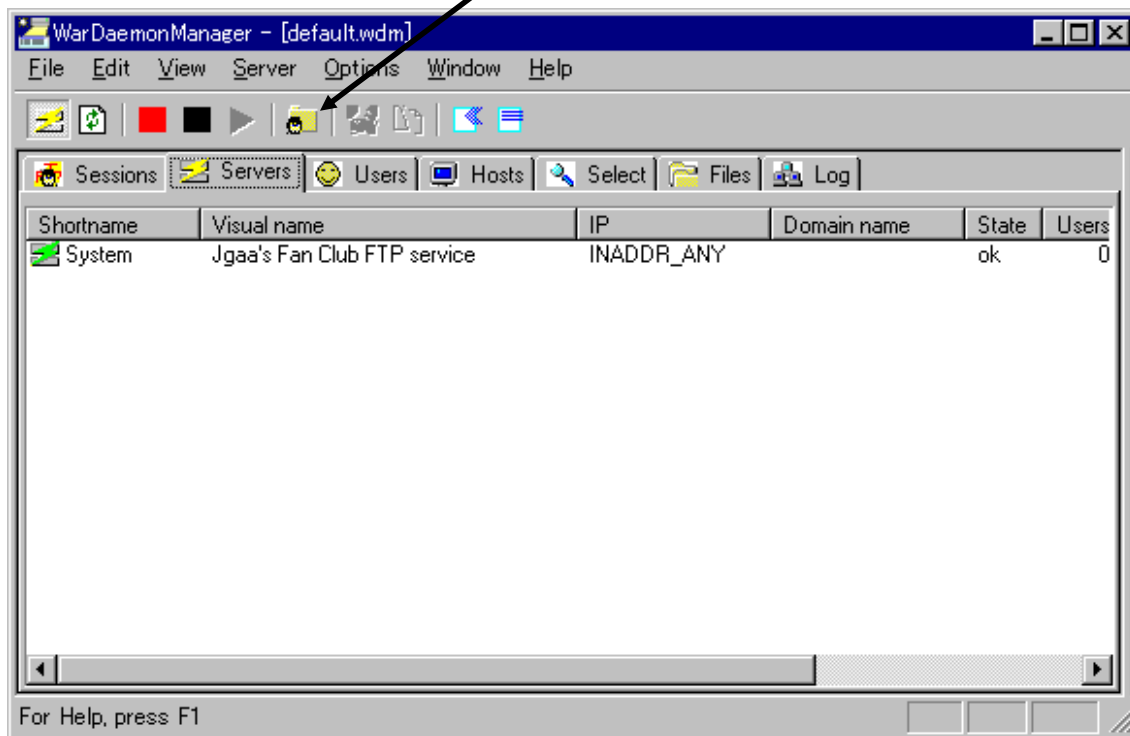 WarDaemonManager - [default.wdm]
File Edit View Server Options Window Help
Sessions Servers Users Hosts Select Files Log
Shortname Visual name IP Domain name State Users
System Jgaa's Fan Club FTP service INADDR_ANY ok 0
For Help, press F1